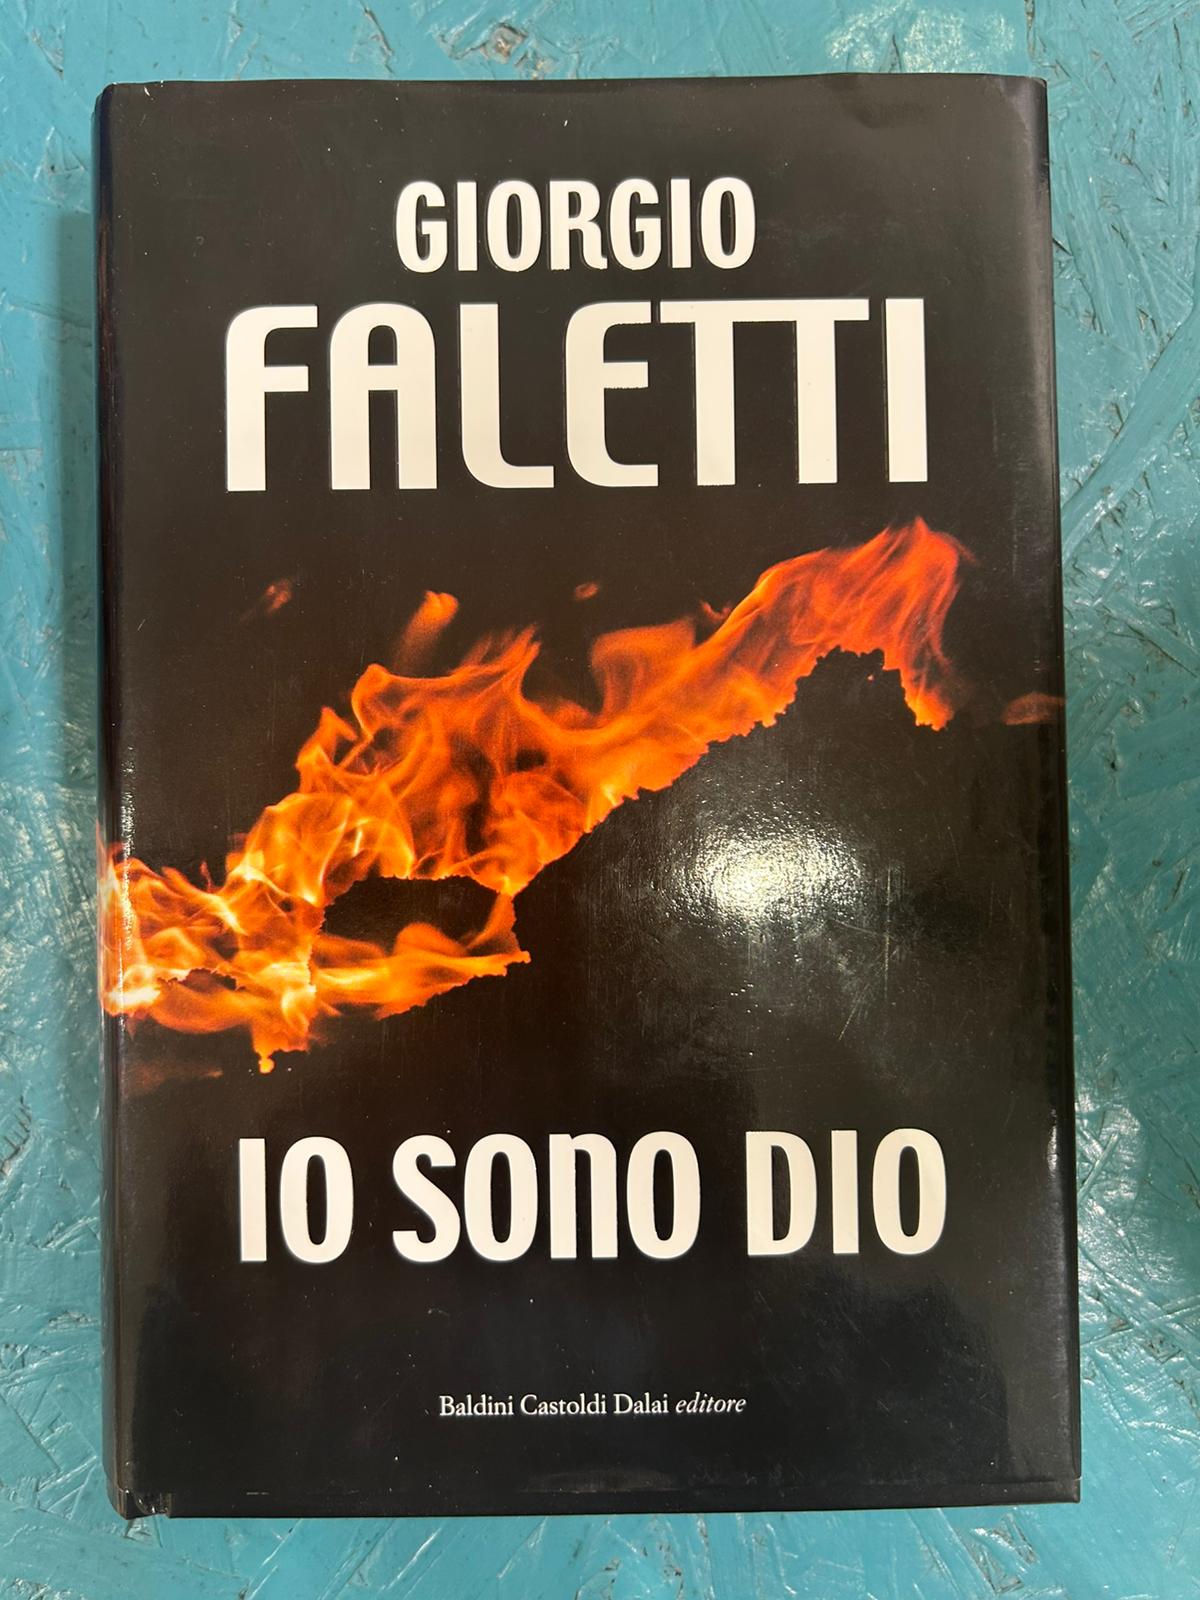 GIORGIO
FALETTI
IO SONO DIO
Baldini Castoldi Dalai editore